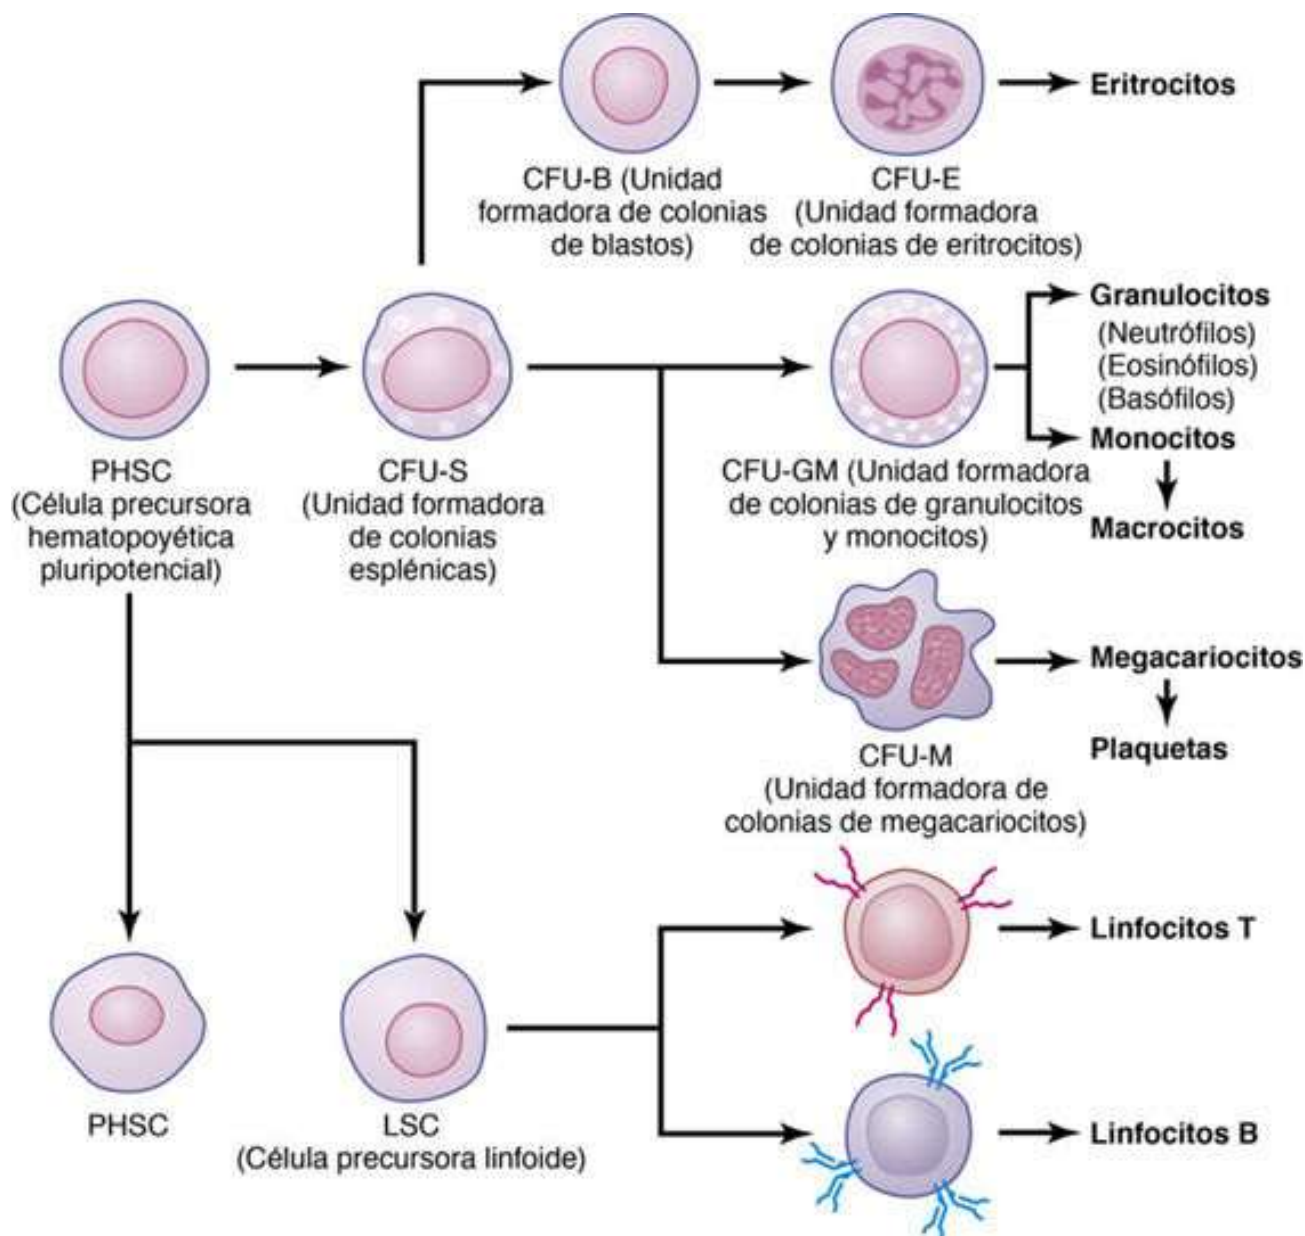 Eritrocitos
CFU-B (Unidad
formadora de colonias
de blastos)
CFU-E
(Unidad formadora
de colonias de eritrocitos)
PHSC
(Célula precursora
hematopoyética
pluripotencial)
CFU-S
(Unidad formadora
de colonias
esplénicas)
CFU-GM (Unidad formadora
de colonias de granulocitos
y monocitos)
Granulocitos
(Neutrófilos)
(Eosinófilos)
(Basófilos)
Monocitos
Macrocitos
CFU-M
(Unidad formadora de
colonias de megacariocitos)
Megacariocitos
Plaquetas
PHSC
LSC
(Célula precursora linfoide)
Linfocitos T
Linfocitos B